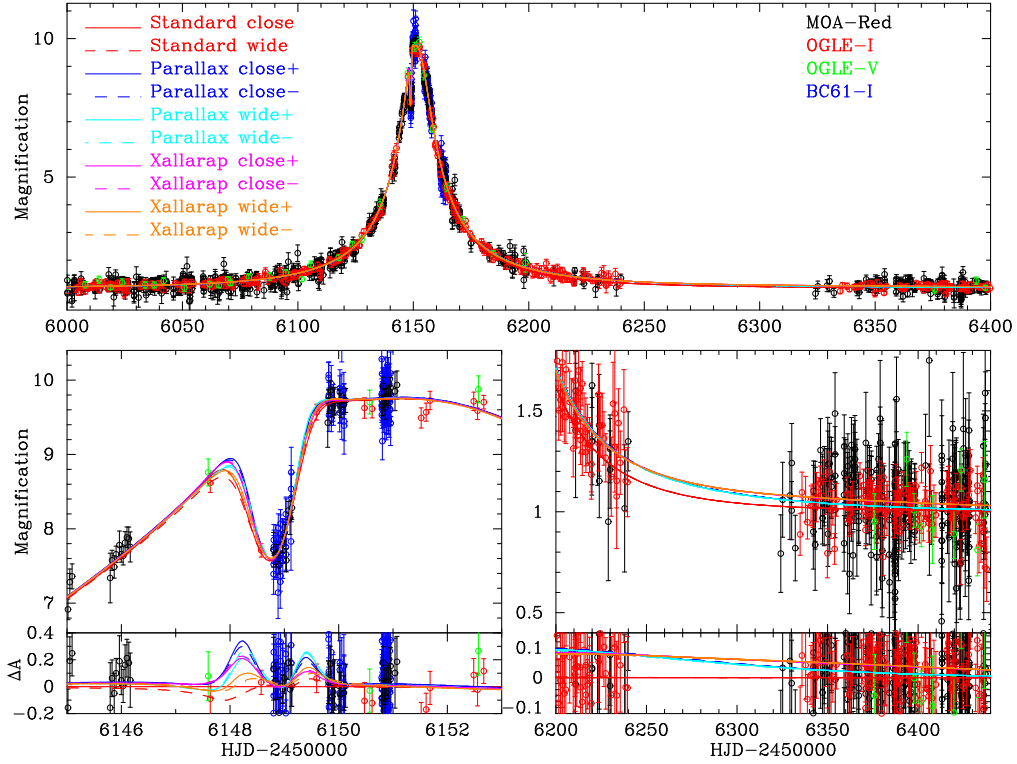 Standard close
Standard wide
Parallax close+
Parallax close−
Parallax wide+
Parallax wide−
Xallarap close+
Xallarap close−
Xallarap wide+
Xallarap wide−
MOA−Red
OGLE−I
OGLE−V
BC61−I
Magnification
10
5
6000 6050 6100 6150 6200 6250 6300 6350 6400
Magnification
10
9
8
7
1.5
1
0.5
ΔA
0.4
0.2
0
−0.2
0.1
0
−0.1
6146 6148 6150 6152
6200 6250 6300 6350 6400
HJD−2450000
HJD−2450000